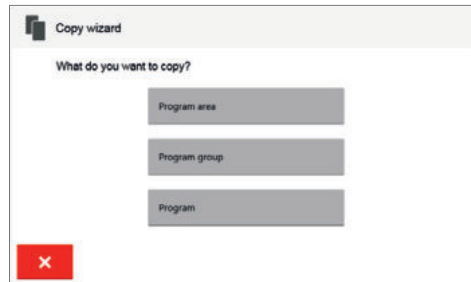 Copy wizard
What do you want to copy?
Program area
Program group
Program